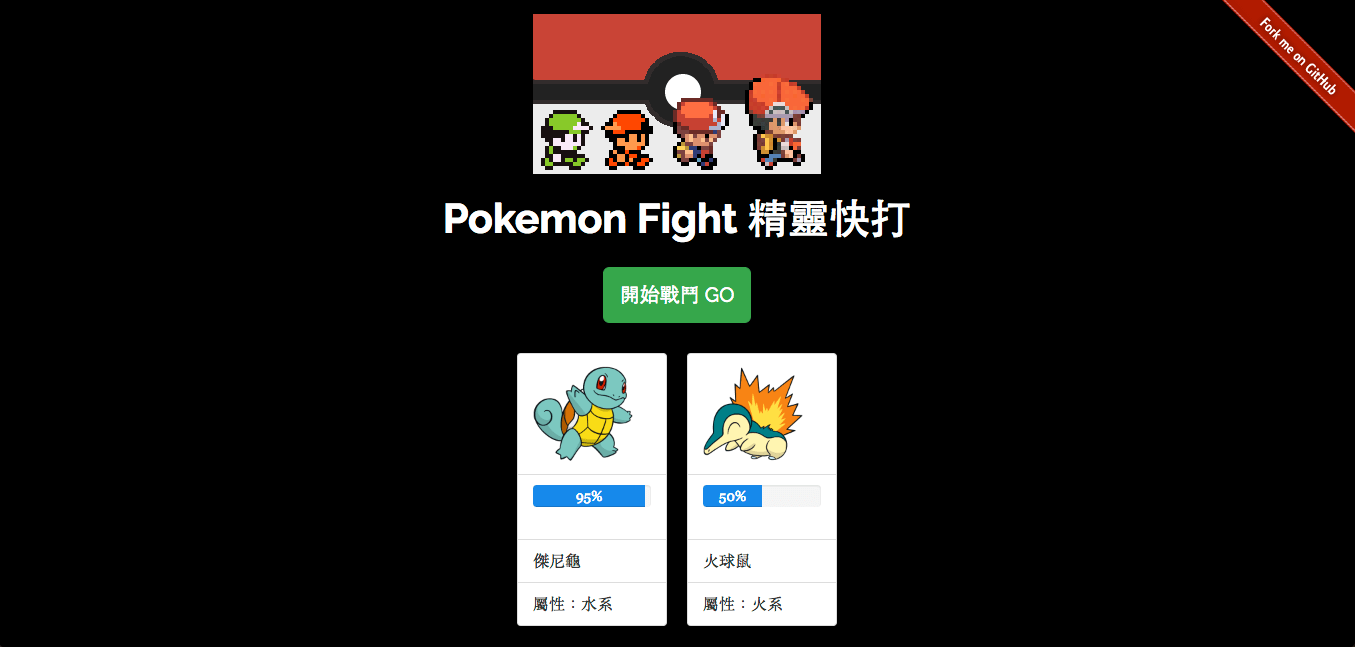 Fork me on GitHub
Pokemon Fight 精靈快打
開始戰鬥 GO
95%
50%
傑尼龜
火球鼠
屬性：水系
屬性：火系